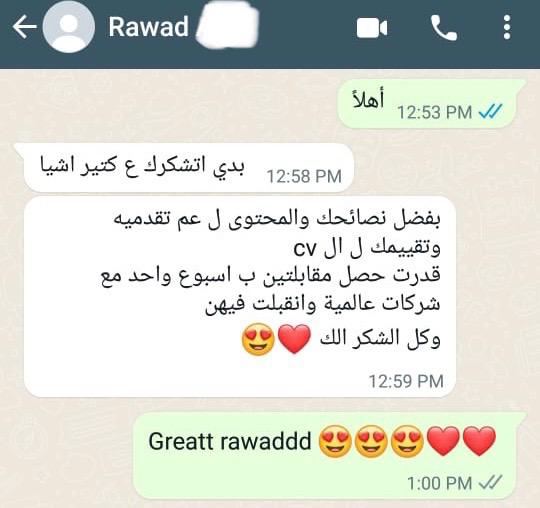 Rawad
أهلاً
12:53 PM
بدي اتشكرك ع كتير اشيا
12:58 PM
بفضل نصائحك والمحتوى ل عم تقدميه
وتقييمك ل ال cv
قدرت حصل مقابلتين ب اسبوع واحد مع
شركات عالمية وانقبلت فيهن
وكل الشكر الك ❤️😍
12:59 PM
Greatt rawaddd 😍😍😍❤️❤️
1:00 PM